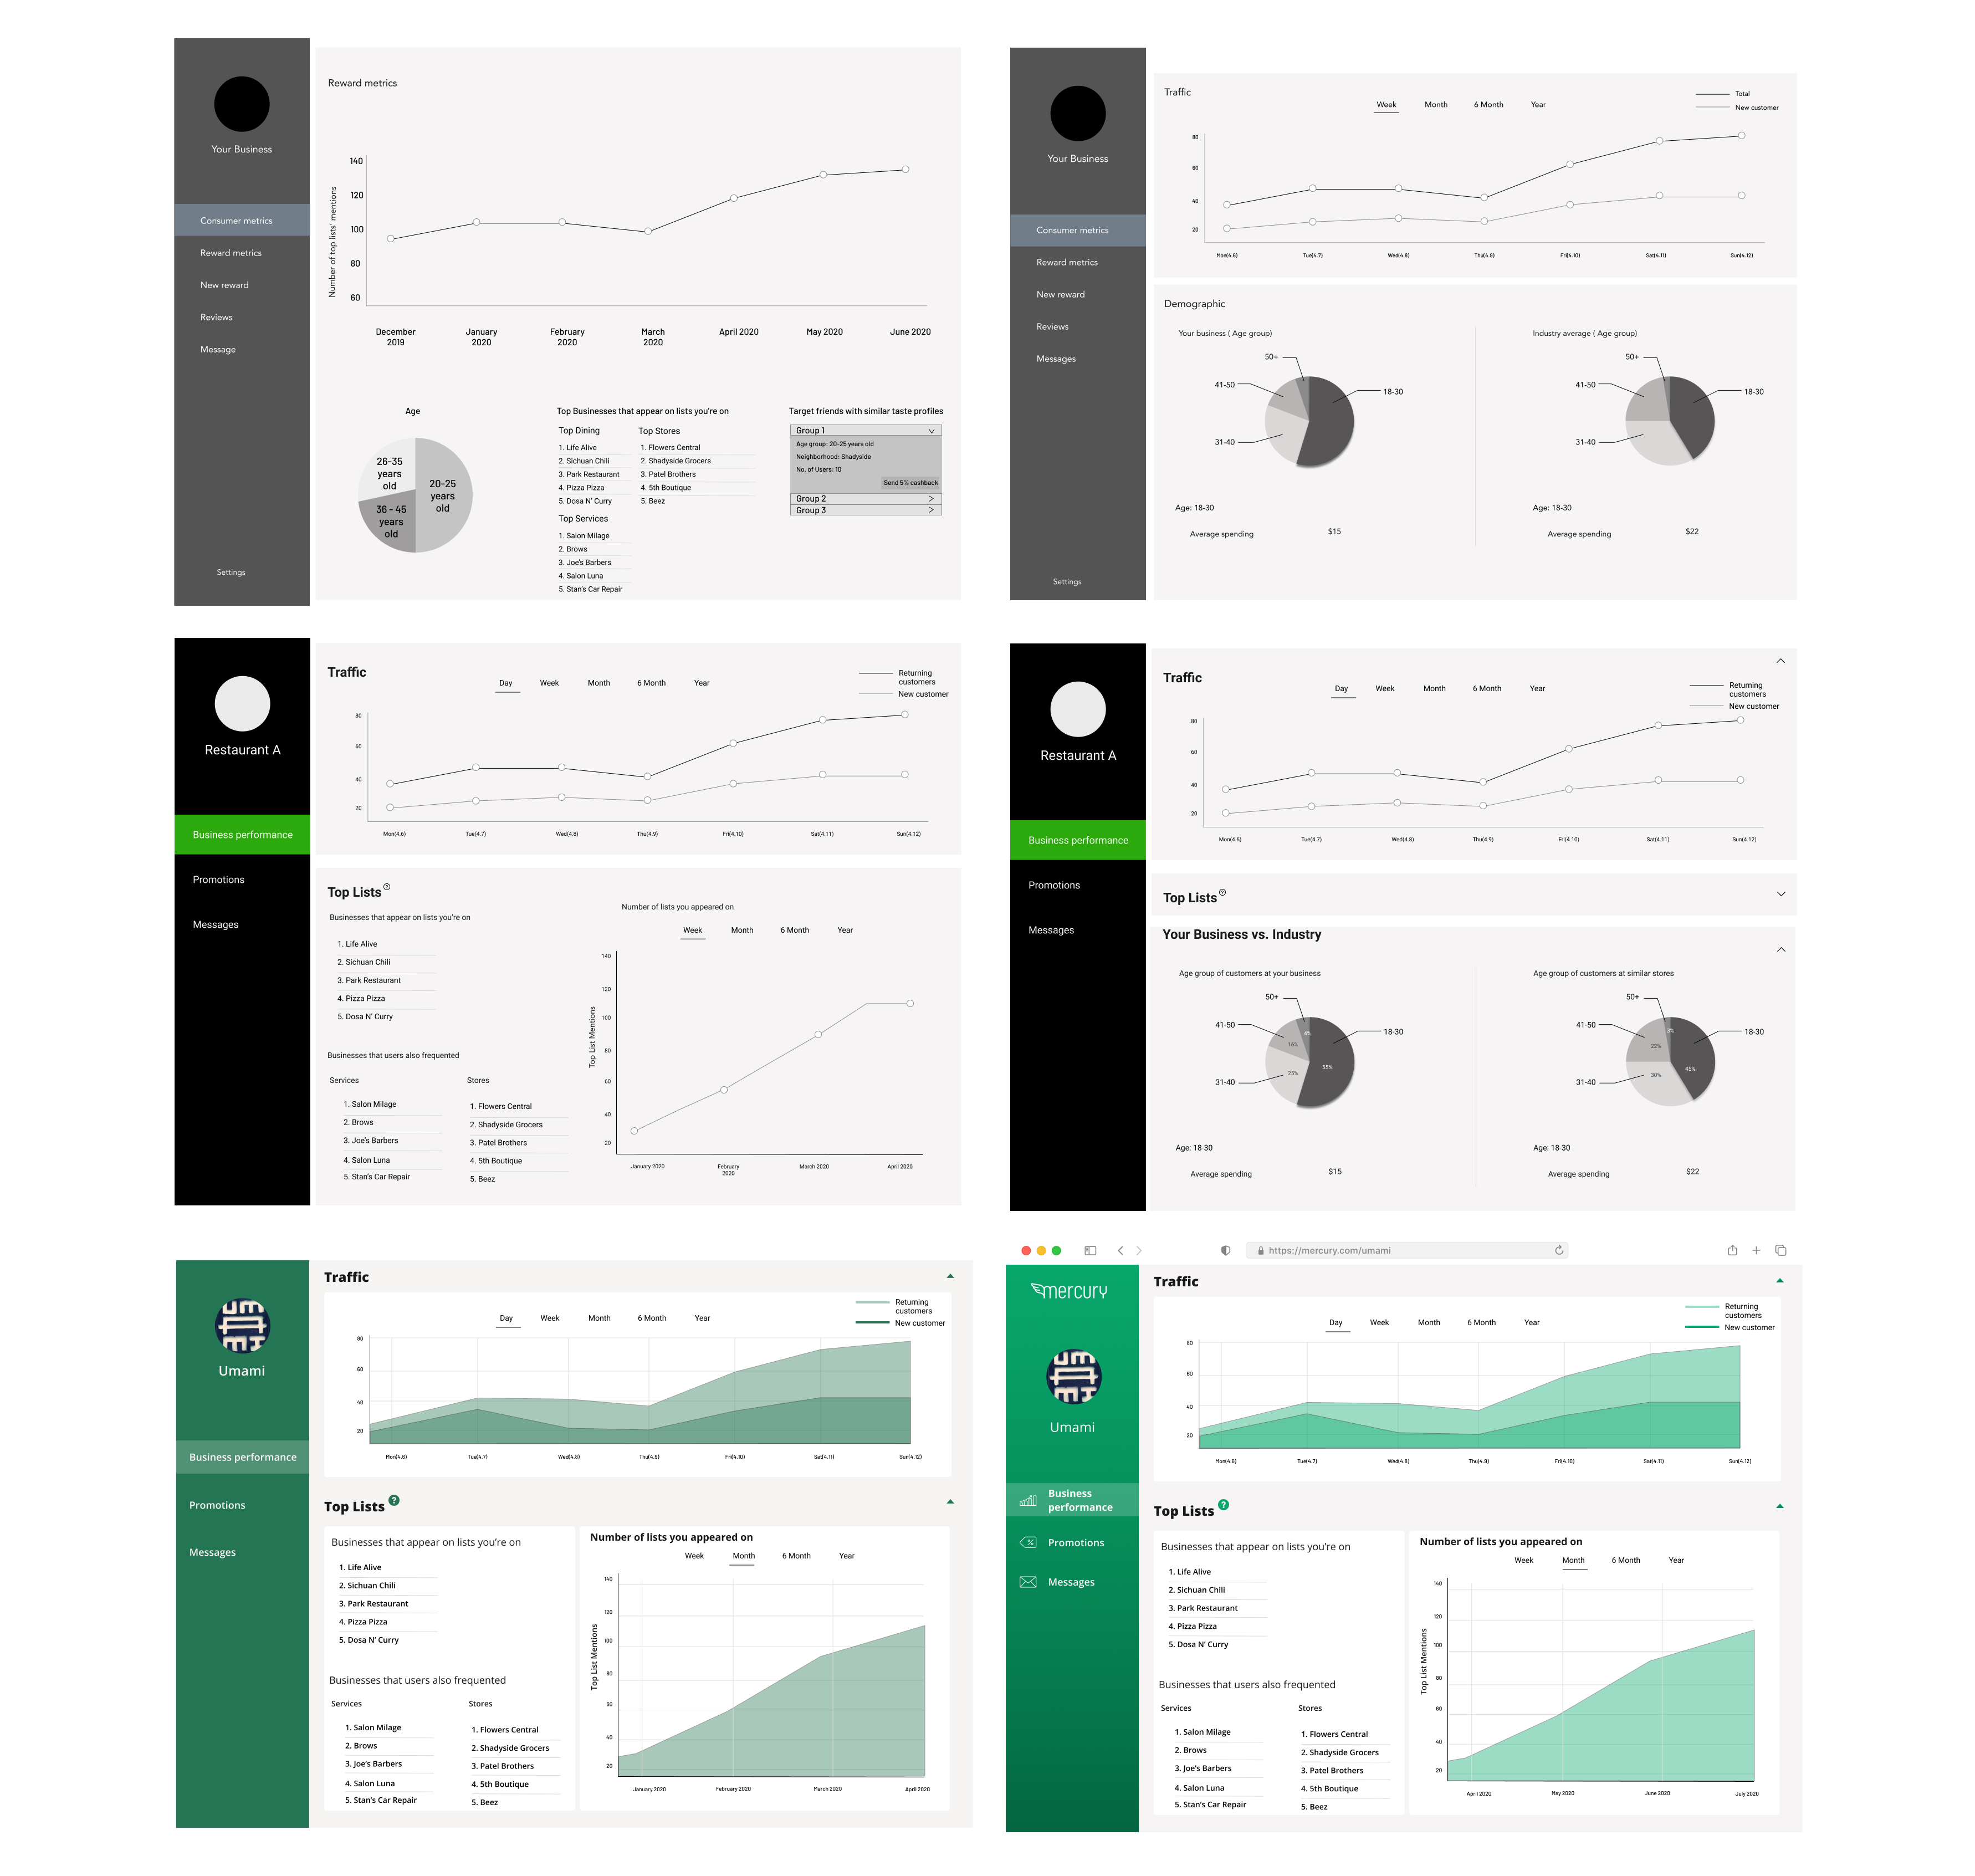 Your Business
Consumer metrics
Reward metrics
New reward
Reviews
Message
Settings
Reward metrics
Number of top lists' mentions
140
120
100
80
60
December 2019
January 2020
February 2020
March 2020
April 2020
May 2020
June 2020
Age
26-35 years old
20-25 years old
36 - 45 years old
Top Businesses that appear on lists you're on
Top Dining
1. Life Alive
2. Sichuan Chili
3. Park Restaurant
4. Pizza Pizza
5. Dosa N' Curry
Top Stores
1. Flowers Central
2. Shadyside Grocers
3. Patel Brothers
4. 5th Boutique
5. Beez
Top Services
1. Salon Milage
2. Brows
3. Joe's Barbers
4. Salon Luna
5. Stan's Car Repair
Target friends with similar taste profiles
Group 1
Age group: 20-25 years old
Neighborhood: Shadyside
No. of Users: 10
Send 5% cashback
Group 2
Group 3
Your Business
Consumer metrics
Reward metrics
New reward
Reviews
Messages
Settings
Traffic
Week Month 6 Month Year
Total
New customer
80
60
40
20
Mon(4.6) Tue(4.7) Wed(4.8) Thu(4.9) Fri(4.10) Sat(4.11) Sun(4.12)
Demographic
Your business ( Age group)
50+
41-50
18-30
31-40
Age: 18-30
Average spending $15
Industry average ( Age group)
50+
41-50
18-30
31-40
Age: 18-30
Average spending $22
Restaurant A
Business performance
Promotions
Messages
Traffic
Day Week Month 6 Month Year
Returning customers
New customer
80
60
40
20
Mon(4.6) Tue(4.7) Wed(4.8) Thu(4.9) Fri(4.10) Sat(4.11) Sun(4.12)
Top Lists ?
Businesses that appear on lists you're on
1. Life Alive
2. Sichuan Chili
3. Park Restaurant
4. Pizza Pizza
5. Dosa N' Curry
Businesses that users also frequented
Services
1. Salon Milage
2. Brows
3. Joe's Barbers
4. Salon Luna
5. Stan's Car Repair
Stores
1. Flowers Central
2. Shadyside Grocers
3. Patel Brothers
4. 5th Boutique
5. Beez
Number of lists you appeared on
Week Month 6 Month Year
Top List Mentions
140
120
100
80
60
40
20
January 2020
February 2020
March 2020
April 2020
Restaurant A
Business performance
Promotions
Messages
Traffic
Day Week Month 6 Month Year
Returning customers
New customer
80
60
40
20
Mon(4.6) Tue(4.7) Wed(4.8) Thu(4.9) Fri(4.10) Sat(4.11) Sun(4.12)
Top Lists ?
Your Business vs. Industry
Age group of customers at your business
50+
41-50
18-30
31-40
4%
16%
25%
55%
Age: 18-30
Average spending $15
Age group of customers at similar stores
50+
41-50
18-30
31-40
3%
22%
30%
45%
Age: 18-30
Average spending $22
Umami
Business performance
Promotions
Messages
Traffic
Day Week Month 6 Month Year
Returning customers
New customer
80
60
40
20
Mon(4.6) Tue(4.7) Wed(4.8) Thu(4.9) Fri(4.10) Sat(4.11) Sun(4.12)
Top Lists ?
Businesses that appear on lists you're on
1. Life Alive
2. Sichuan Chili
3. Park Restaurant
4. Pizza Pizza
5. Dosa N' Curry
Businesses that users also frequented
Services
1. Salon Milage
2. Brows
3. Joe's Barbers
4. Salon Luna
5. Stan's Car Repair
Stores
1. Flowers Central
2. Shadyside Grocers
3. Patel Brothers
4. 5th Boutique
5. Beez
Number of lists you appeared on
Week Month 6 Month Year
Top List Mentions
140
120
100
80
60
40
20
January 2020
February 2020
March 2020
April 2020
https://mercury.com/umami
mercury
Umami
Business performance
Promotions
Messages
Traffic
Day Week Month 6 Month Year
Returning customers
New customer
80
60
40
20
Mon(4.6) Tue(4.7) Wed(4.8) Thu(4.9) Fri(4.10) Sat(4.11) Sun(4.12)
Top Lists ?
Businesses that appear on lists you're on
1. Life Alive
2. Sichuan Chili
3. Park Restaurant
4. Pizza Pizza
5. Dosa N' Curry
Businesses that users also frequented
Services
1. Salon Milage
2. Brows
3. Joe's Barbers
4. Salon Luna
5. Stan's Car Repair
Stores
1. Flowers Central
2. Shadyside Grocers
3. Patel Brothers
4. 5th Boutique
5. Beez
Number of lists you appeared on
Week Month 6 Month Year
Top List Mentions
140
120
100
80
60
40
20
April 2020
May 2020
June 2020
July 2020